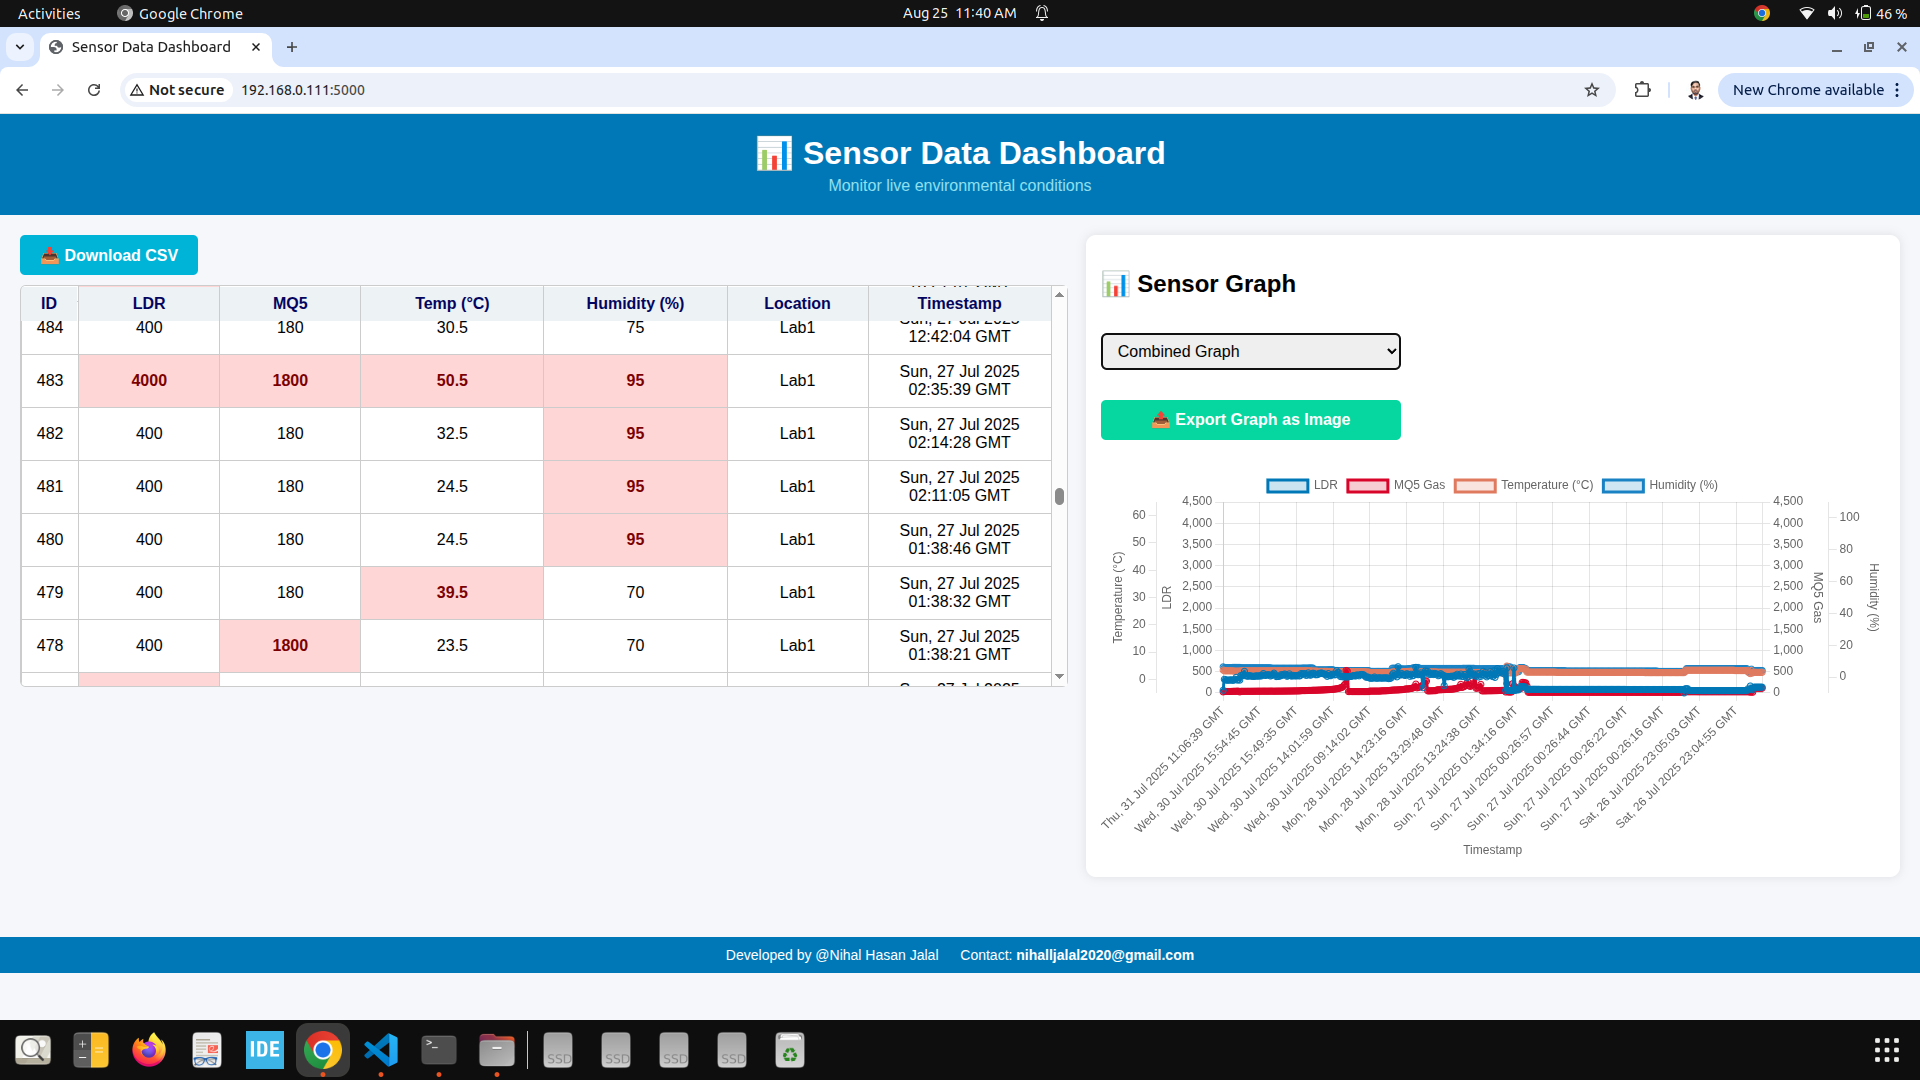 Activities Google Chrome Aug 25 11:40 AM 46 %
Sensor Data Dashboard
Not secure 192.168.0.111:5000 New Chrome available
Sensor Data Dashboard
Monitor live environmental conditions
Download CSV
ID LDR MQ5 Temp (°C) Humidity (%) Location Timestamp
484 400 180 30.5 75 Lab1 Sun, 27 Jul 2025
12:42:04 GMT
483 4000 1800 50.5 95 Lab1 Sun, 27 Jul 2025
02:35:39 GMT
482 400 180 32.5 95 Lab1 Sun, 27 Jul 2025
02:14:28 GMT
481 400 180 24.5 95 Lab1 Sun, 27 Jul 2025
02:11:05 GMT
480 400 180 24.5 95 Lab1 Sun, 27 Jul 2025
01:38:46 GMT
479 400 180 39.5 70 Lab1 Sun, 27 Jul 2025
01:38:32 GMT
478 400 1800 23.5 70 Lab1 Sun, 27 Jul 2025
01:38:21 GMT
Sensor Graph
Combined Graph
Export Graph as Image
LDR MQ5 Gas Temperature (°C) Humidity (%)
Temperature (°C)
60
50
40
30
20
10
0
LDR
4,500
4,000
3,500
3,000
2,500
2,000
1,500
1,000
500
0
4,500
4,000
3,500
3,000
2,500
2,000
1,500
1,000
500
0
MQ5 Gas
100
80
60
40
20
0
Humidity (%)
Thu, 31 Jul 2025 11:06:39 GMT
Wed, 30 Jul 2025 15:54:45 GMT
Wed, 30 Jul 2025 15:49:35 GMT
Wed, 30 Jul 2025 14:01:59 GMT
Wed, 30 Jul 2025 09:14:02 GMT
Mon, 28 Jul 2025 14:23:16 GMT
Mon, 28 Jul 2025 13:29:48 GMT
Mon, 28 Jul 2025 13:24:38 GMT
Sun, 27 Jul 2025 01:34:16 GMT
Sun, 27 Jul 2025 00:26:57 GMT
Sun, 27 Jul 2025 00:26:44 GMT
Sun, 27 Jul 2025 00:26:22 GMT
Sun, 27 Jul 2025 00:26:16 GMT
Sat, 26 Jul 2025 23:05:03 GMT
Sat, 26 Jul 2025 23:04:55 GMT
Timestamp
Developed by @Nihal Hasan Jalal Contact: nihalljalal2020@gmail.com
IDE SSD SSD SSD SSD